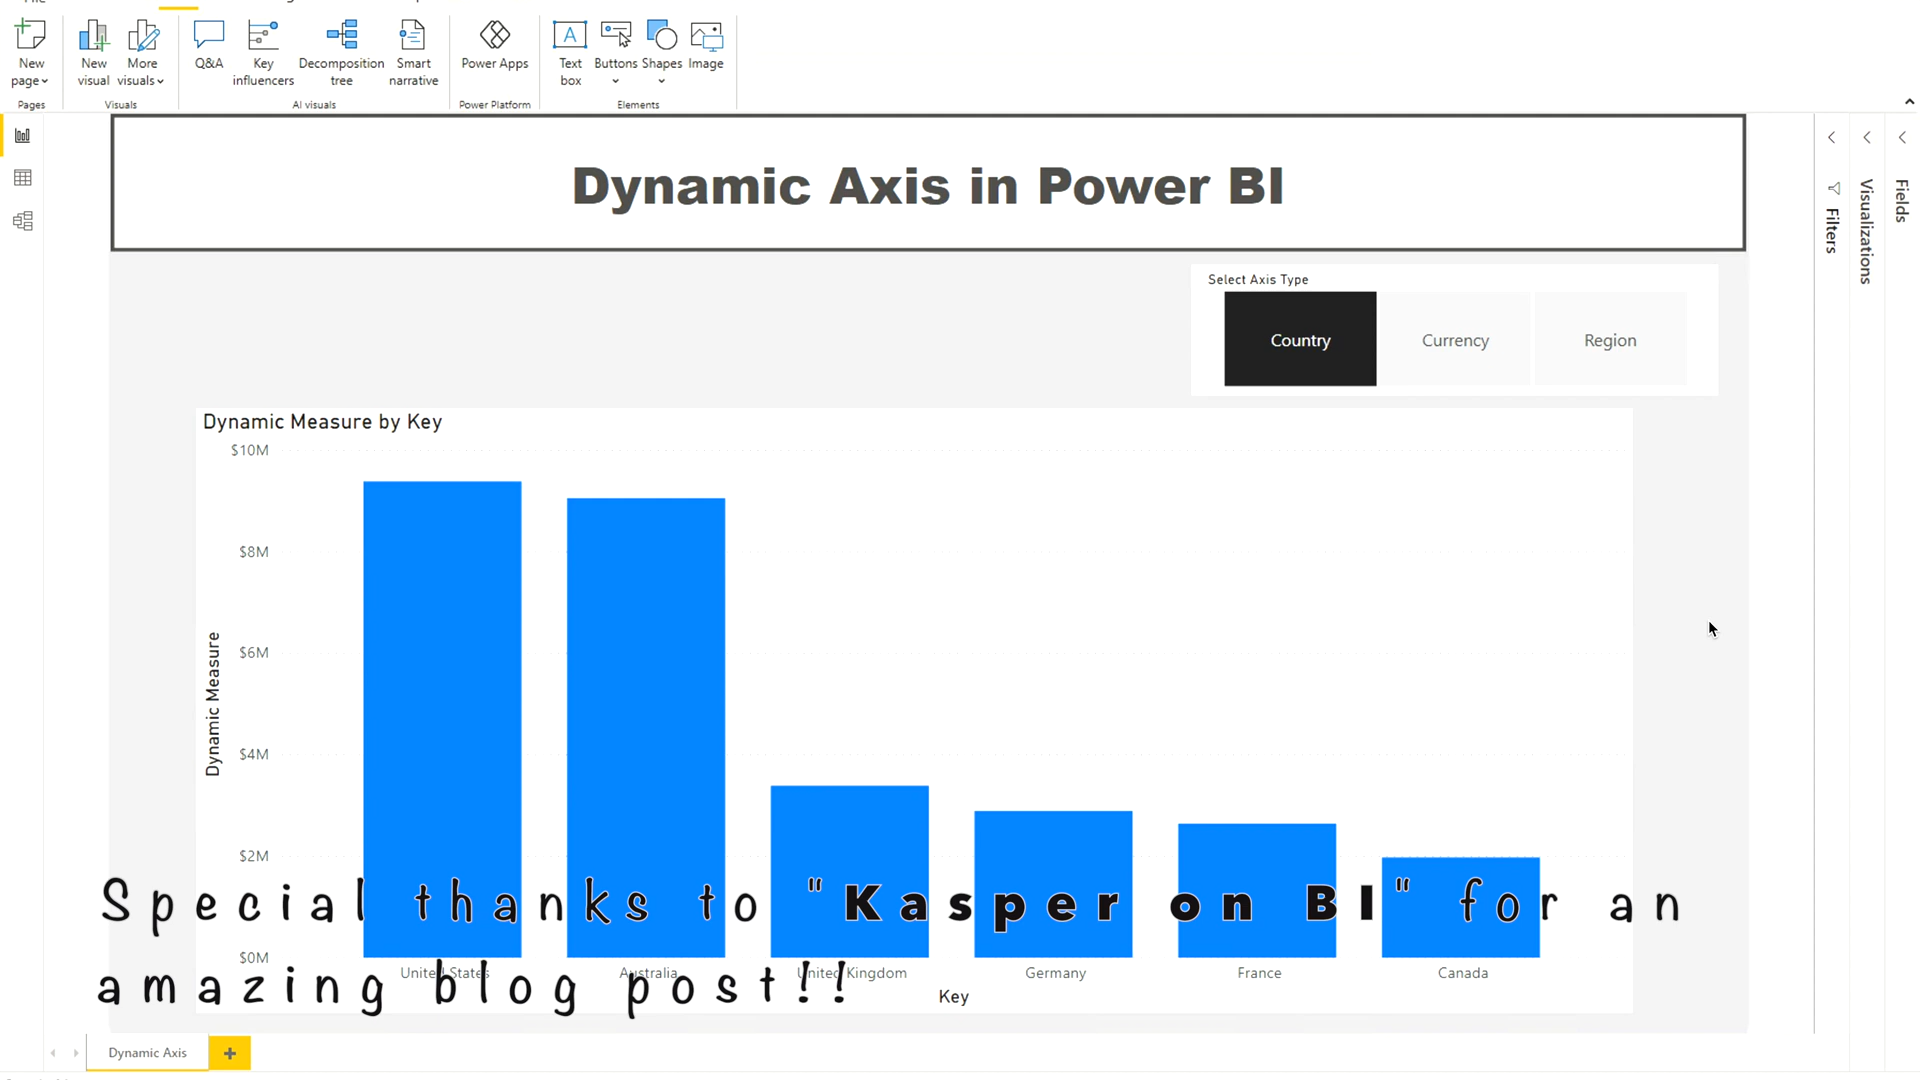 New page
New visual
More visuals
Q&A
Key influencers
Decomposition tree
Smart narrative
Power Apps
Text box
Buttons
Shapes
Image
Pages
Visuals
AI visuals
Power Platform
Elements
Dynamic Axis in Power BI
Filters
Visualizations
Fields
Select Axis Type
Country
Currency
Region
Dynamic Measure by Key
Dynamic Measure
$10M
$8M
$6M
$4M
$2M
$0M
United States
Australia
United Kingdom
Germany
France
Canada
Key
Special thanks to "Kasper on BI" for an
amazing blog post!!
Dynamic Axis